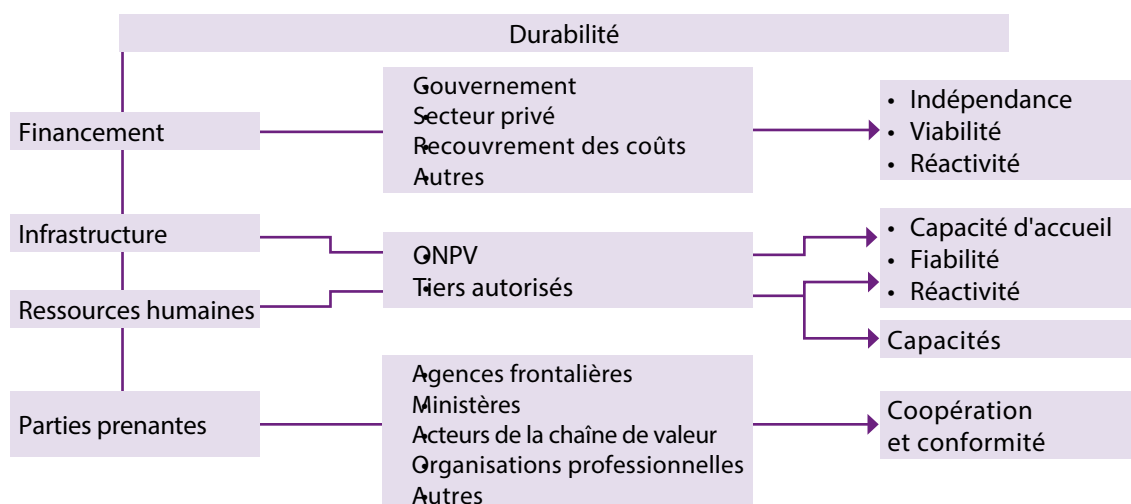 Durabilité
Financement
Gouvernement
Secteur privé
Recouvrement des coûts
Autres
• Indépendance
• Viabilité
• Réactivité
Infrastructure
Ressources humaines
ONPV
Tiers autorisés
• Capacité d'accueil
• Fiabilité
• Réactivité
Capacités
Parties prenantes
Agences frontalières
Ministères
Acteurs de la chaîne de valeur
Organisations professionnelles
Autres
Coopération
et conformité